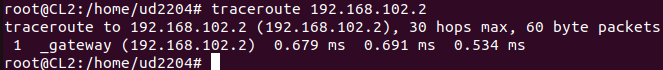 root@CL2:/home/ud2204# traceroute 192.168.102.2
traceroute to 192.168.102.2 (192.168.102.2), 30 hops max, 60 byte packets
 1  _gateway (192.168.102.2)  0.679 ms  0.691 ms  0.534 ms
root@CL2:/home/ud2204#